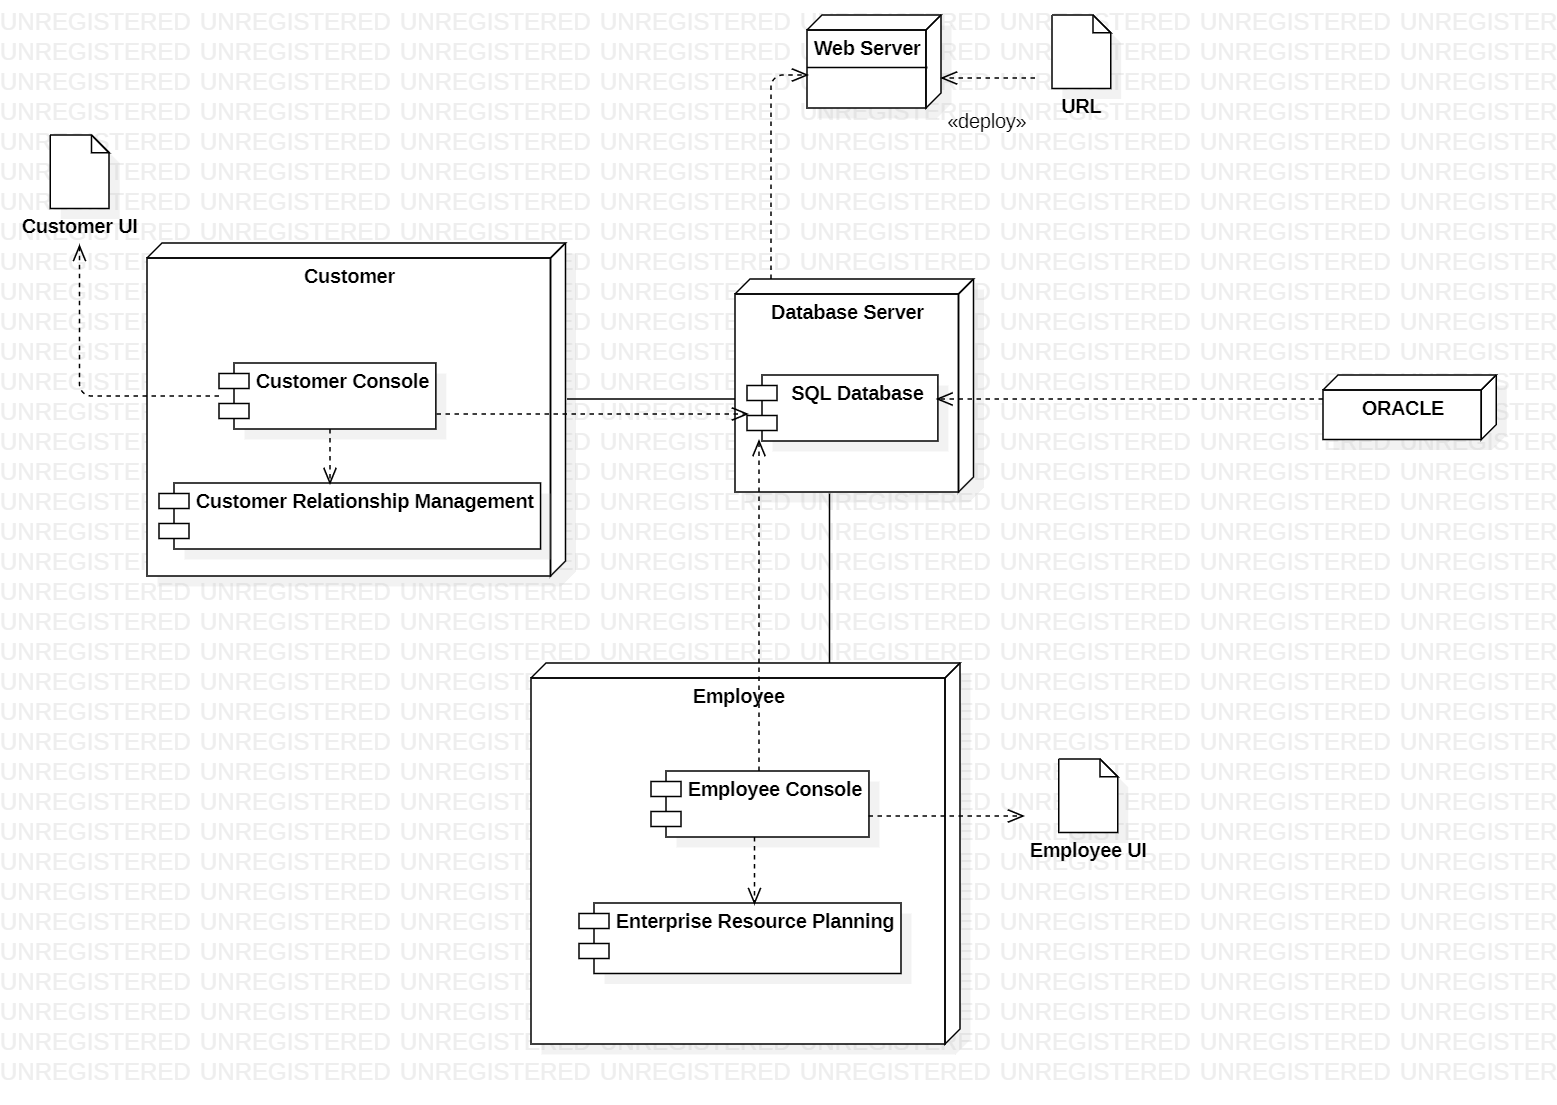 Web Server
URL
«deploy»
Customer UI
Customer
Database Server
Customer Console
SQL Database
ORACLE
Customer Relationship Management
Employee
Employee Console
Employee UI
Enterprise Resource Planning
UNREGISTERED